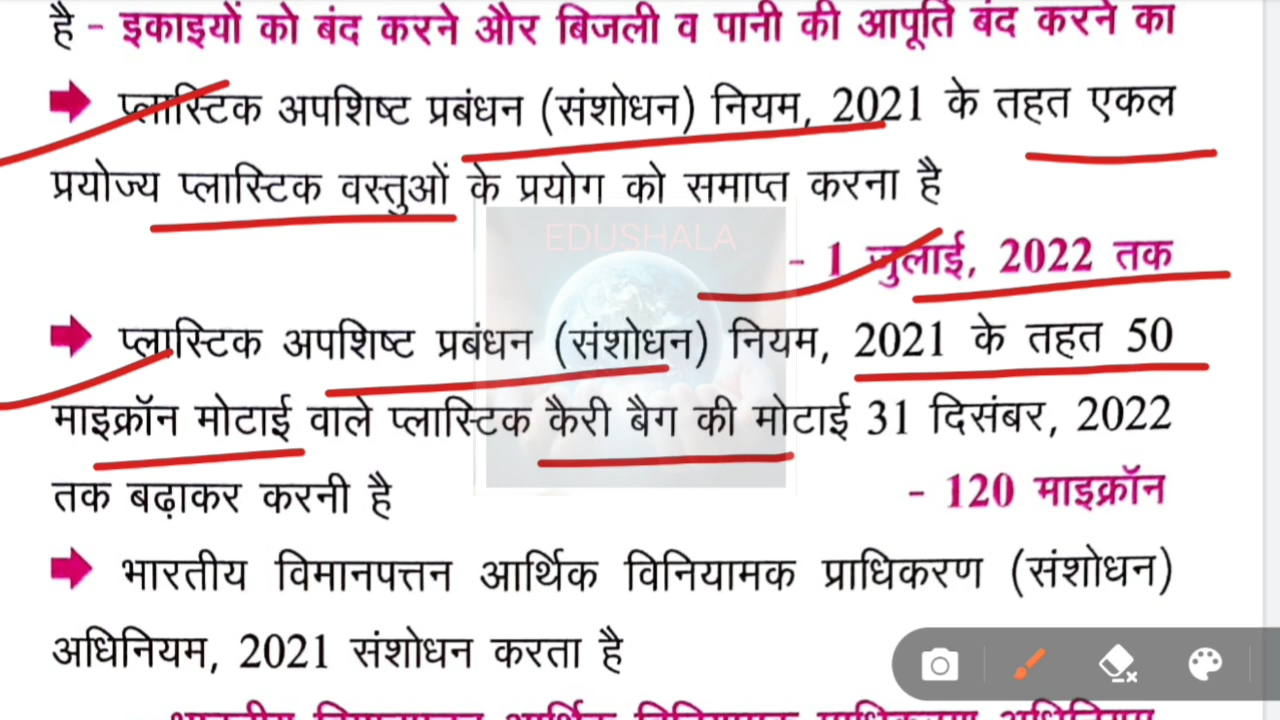 है - इकाइयों को बंद करने और बिजली व पानी की आपूर्ति बंद करने का
प्लास्टिक अपशिष्ट प्रबंधन (संशोधन) नियम, 2021 के तहत एकल
प्रयोज्य प्लास्टिक वस्तुओं के प्रयोग को समाप्त करना है
EDUSHALA
- 1 जुलाई, 2022 तक
प्लास्टिक अपशिष्ट प्रबंधन (संशोधन) नियम, 2021 के तहत 50
माइक्रॉन मोटाई वाले प्लास्टिक कैरी बैग की मोटाई 31 दिसंबर, 2022
तक बढ़ाकर करनी है - 120 माइक्रॉन
भारतीय विमानपत्तन आर्थिक विनियामक प्राधिकरण (संशोधन)
अधिनियम, 2021 संशोधन करता है